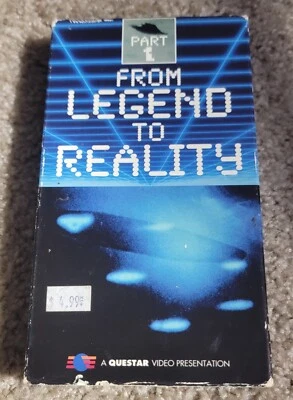 PART
1
FROM
LEGEND
TO
REALITY
$4.99
A QUESTAR VIDEO PRESENTATION